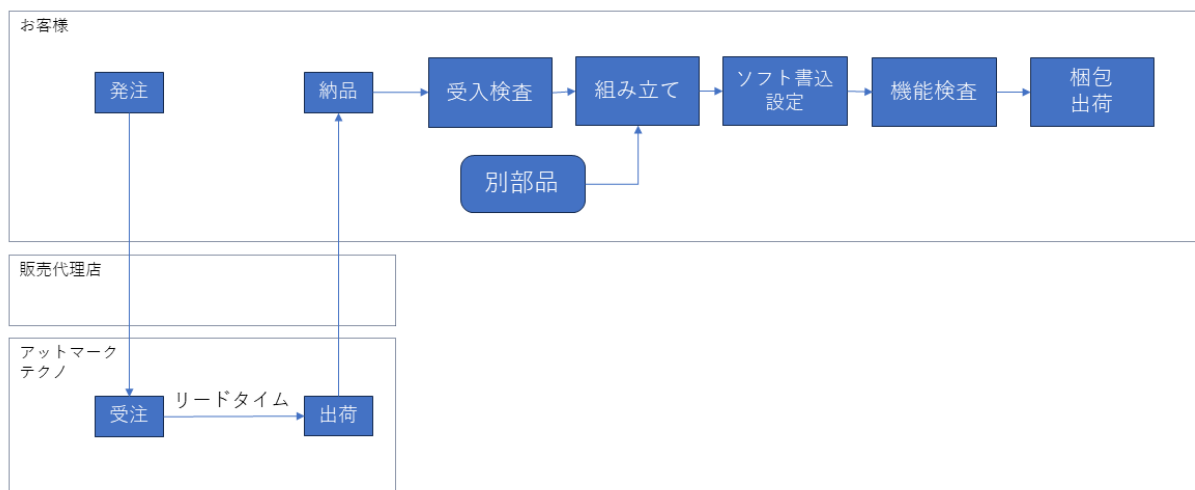 お客様
発注
納品
受入検査
組み立て
ソフト書込
設定
機能検査
梱包
出荷
別部品
販売代理店
アットマーク
テクノ
受注
リードタイム
出荷